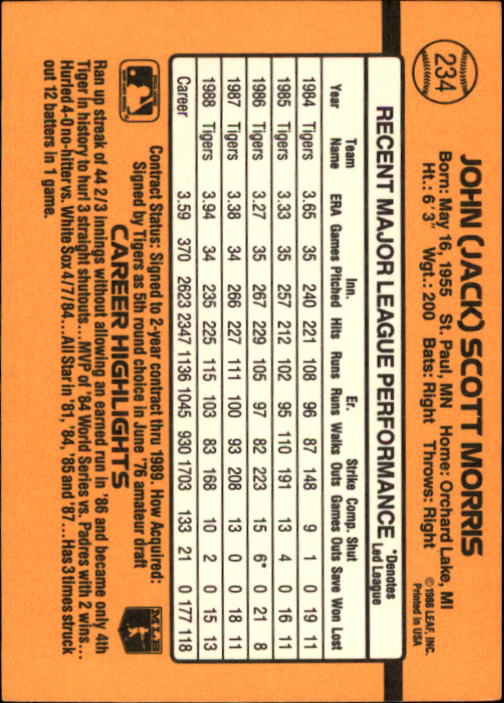 234
JOHN (JACK) SCOTT MORRIS
Born: May 16, 1955 St. Paul, MN Home: Orchard Lake, MI
Ht.: 6' 3" Wgt.: 200 Bats: Right Throws: Right
© 1988 LEAF, INC.
Printed in USA
RECENT MAJOR LEAGUE PERFORMANCE
*Denotes
Led League
Team Inn. Er. Strike Comp. Shut
Year Name ERA Games Pitched Hits Runs Runs Walks Outs Games Outs Save Won Lost
1984 Tigers 3.65 35 240 221 108 96 87 148 9 1 0 19 11
1985 Tigers 3.33 35 257 212 102 95 110 191 13 4 0 16 11
1986 Tigers 3.27 35 267 229 105 97 82 223 15 6* 0 21 8
1987 Tigers 3.38 34 266 227 111 100 93 208 13 0 0 18 11
1988 Tigers 3.94 34 235 225 115 103 83 168 10 2 0 15 13
Career 3.59 370 2623 2347 1136 1045 930 1703 133 21 0 177 118
Contract Status: Signed to 2-year contract thru 1989. How Acquired:
Signed by Tigers as 5th round choice in June '76 amateur draft
MLB
CAREER HIGHLIGHTS
Ran up streak of 44 2/3 innings without allowing an earned run in '86 and became only 4th
Tiger in history to hurl 3 straight shutouts...MVP of '84 World Series vs. Padres with 2 wins...
Hurled 4-0 no-hitter vs. White Sox 4/7/84...All Star in '81, '84, '85 and '87...Has 3 times struck
out 12 batters in 1 game.